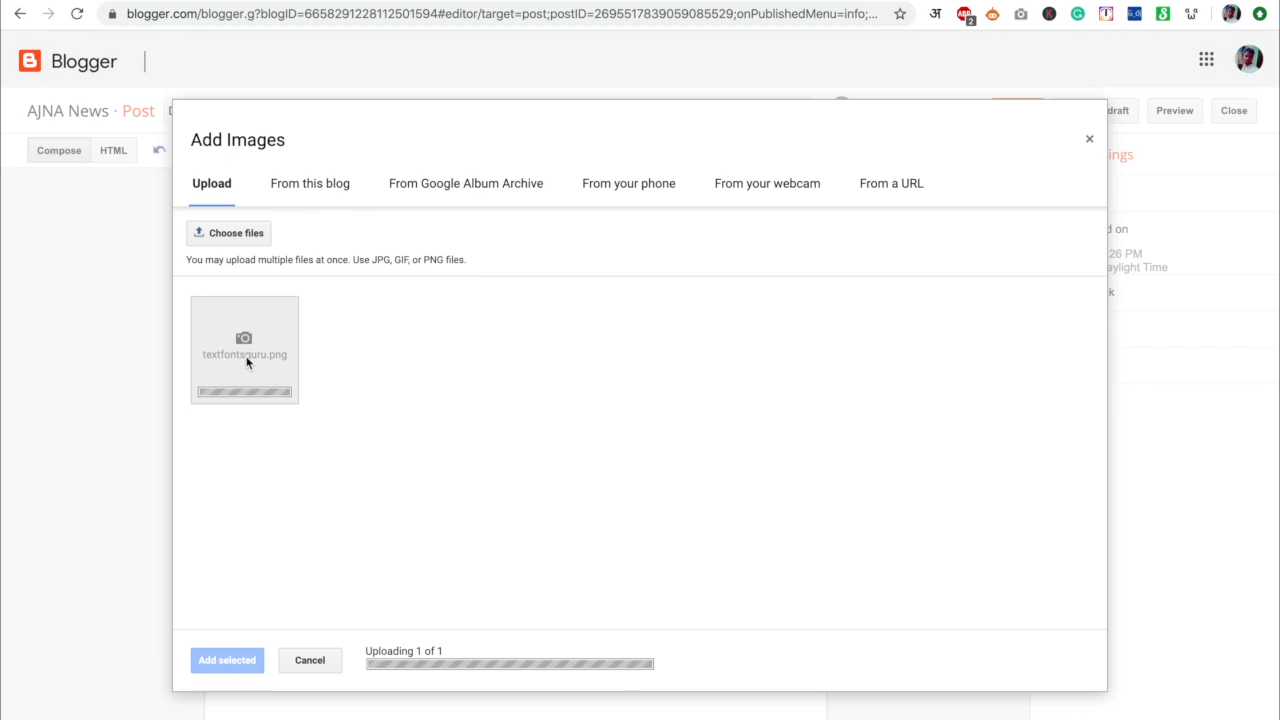 blogger.com/blogger.g?blogID=6658291228112501594#editor/target=post;postID=2695517839059085529;onPublishedMenu=info;...
अ
ABP
2
Blogger
AJNA News · Post
draft
Preview
Close
Compose
HTML
ings
Add Images
×
Upload
From this blog
From Google Album Archive
From your phone
From your webcam
From a URL
Choose files
You may upload multiple files at once. Use JPG, GIF, or PNG files.
d on
26 PM
aylight Time
k
textfontsguru.png
Add selected
Cancel
Uploading 1 of 1